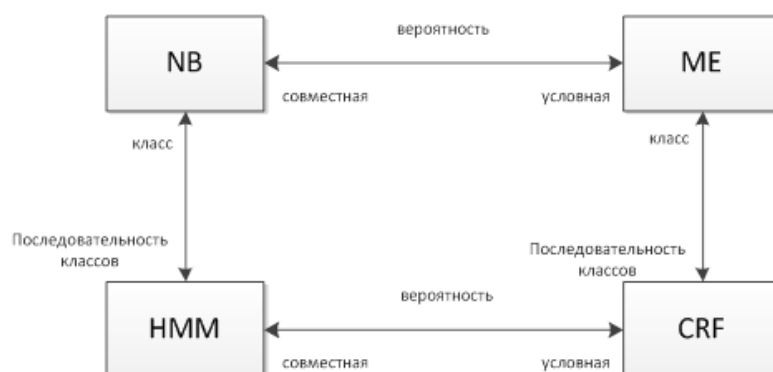 вероятность
NB
ME
совместная
условная
класс
класс
Последовательность
классов
Последовательность
классов
вероятность
HMM
CRF
совместная
условная